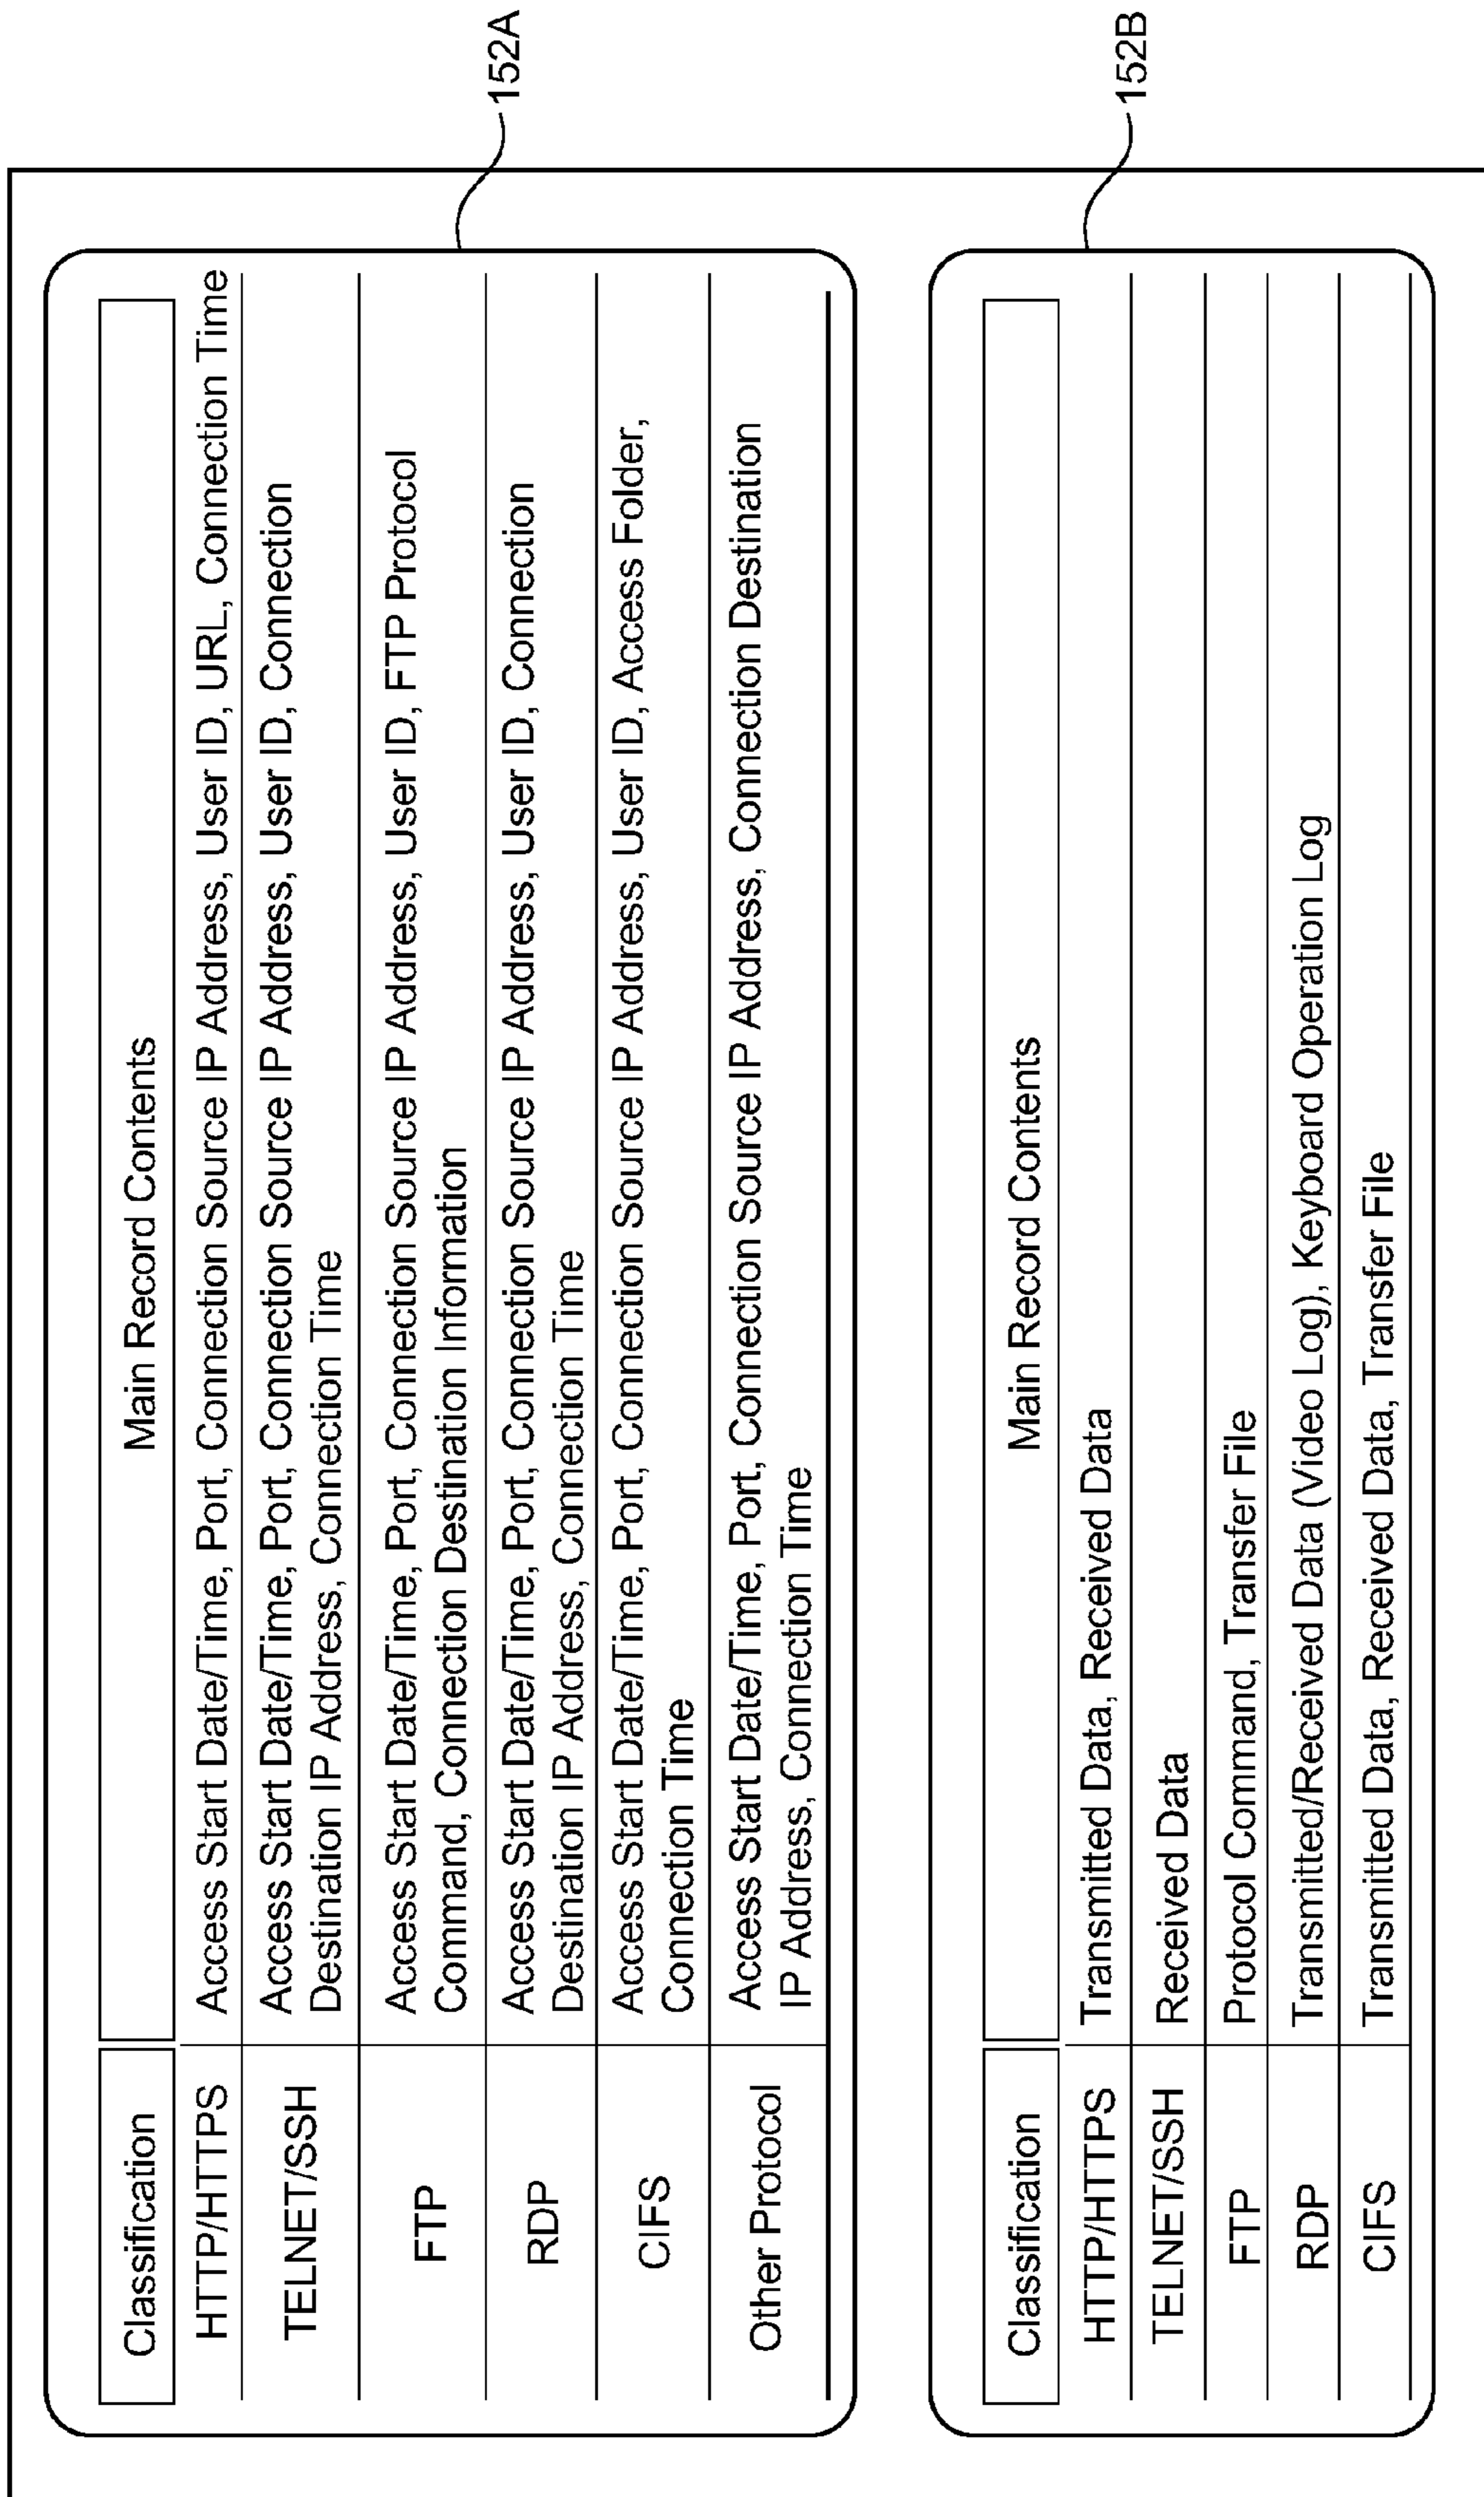 152A
Classification
Main Record Contents
HTTP/HTTPS
Access Start Date/Time, Port, Connection Source IP Address, User ID, URL, Connection Time
TELNET/SSH
Access Start Date/Time, Port, Connection Source IP Address, User ID, Connection
Destination IP Address, Connection Time
FTP
Access Start Date/Time, Port, Connection Source IP Address, User ID, FTP Protocol
Command, Connection Destination Information
RDP
Access Start Date/Time, Port, Connection Source IP Address, User ID, Connection
Destination IP Address, Connection Time
CIFS
Access Start Date/Time, Port, Connection Source IP Address, User ID, Access Folder,
Connection Time
Other Protocol
Access Start Date/Time, Port, Connection Source IP Address, Connection Destination
IP Address, Connection Time
152B
Classification
Main Record Contents
HTTP/HTTPS
Transmitted Data, Received Data
TELNET/SSH
Received Data
FTP
Protocol Command, Transfer File
RDP
Transmitted/Received Data (Video Log), Keyboard Operation Log
CIFS
Transmitted Data, Received Data, Transfer File